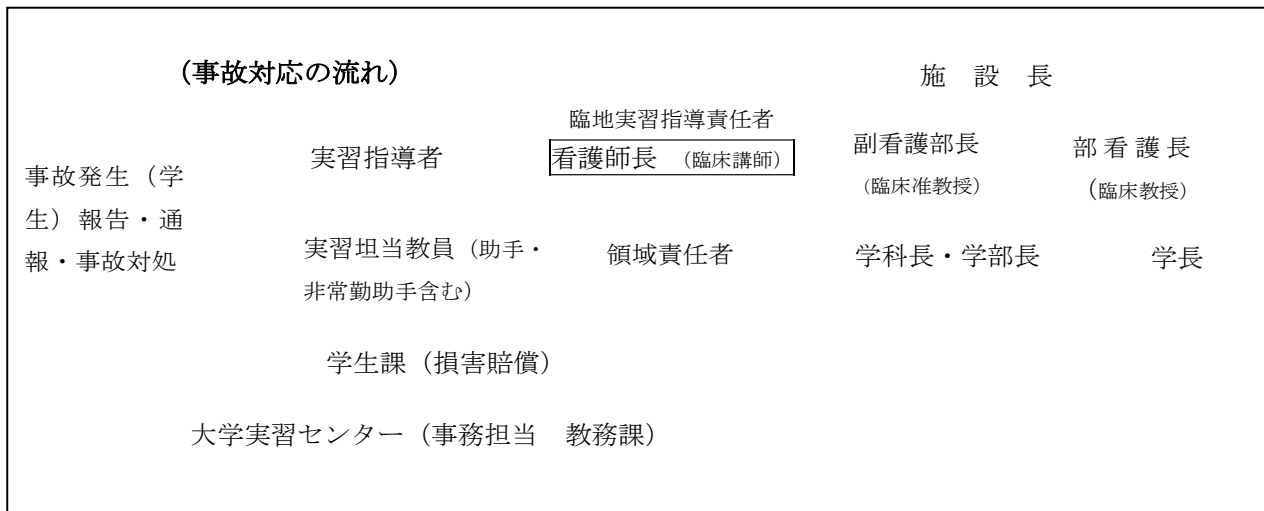 (事故対応の流れ)
施 設 長
臨地実習指導責任者
実習指導者
看護師長 (臨床講師)
副看護部長
(臨床准教授)
部看護長
(臨床教授)
事故発生(学
生)報告・通
報・事故対処
実習担当教員(助手・
非常勤助手含む)
領域責任者
学科長・学部長
学長
学生課(損害賠償)
大学実習センター(事務担当 教務課)